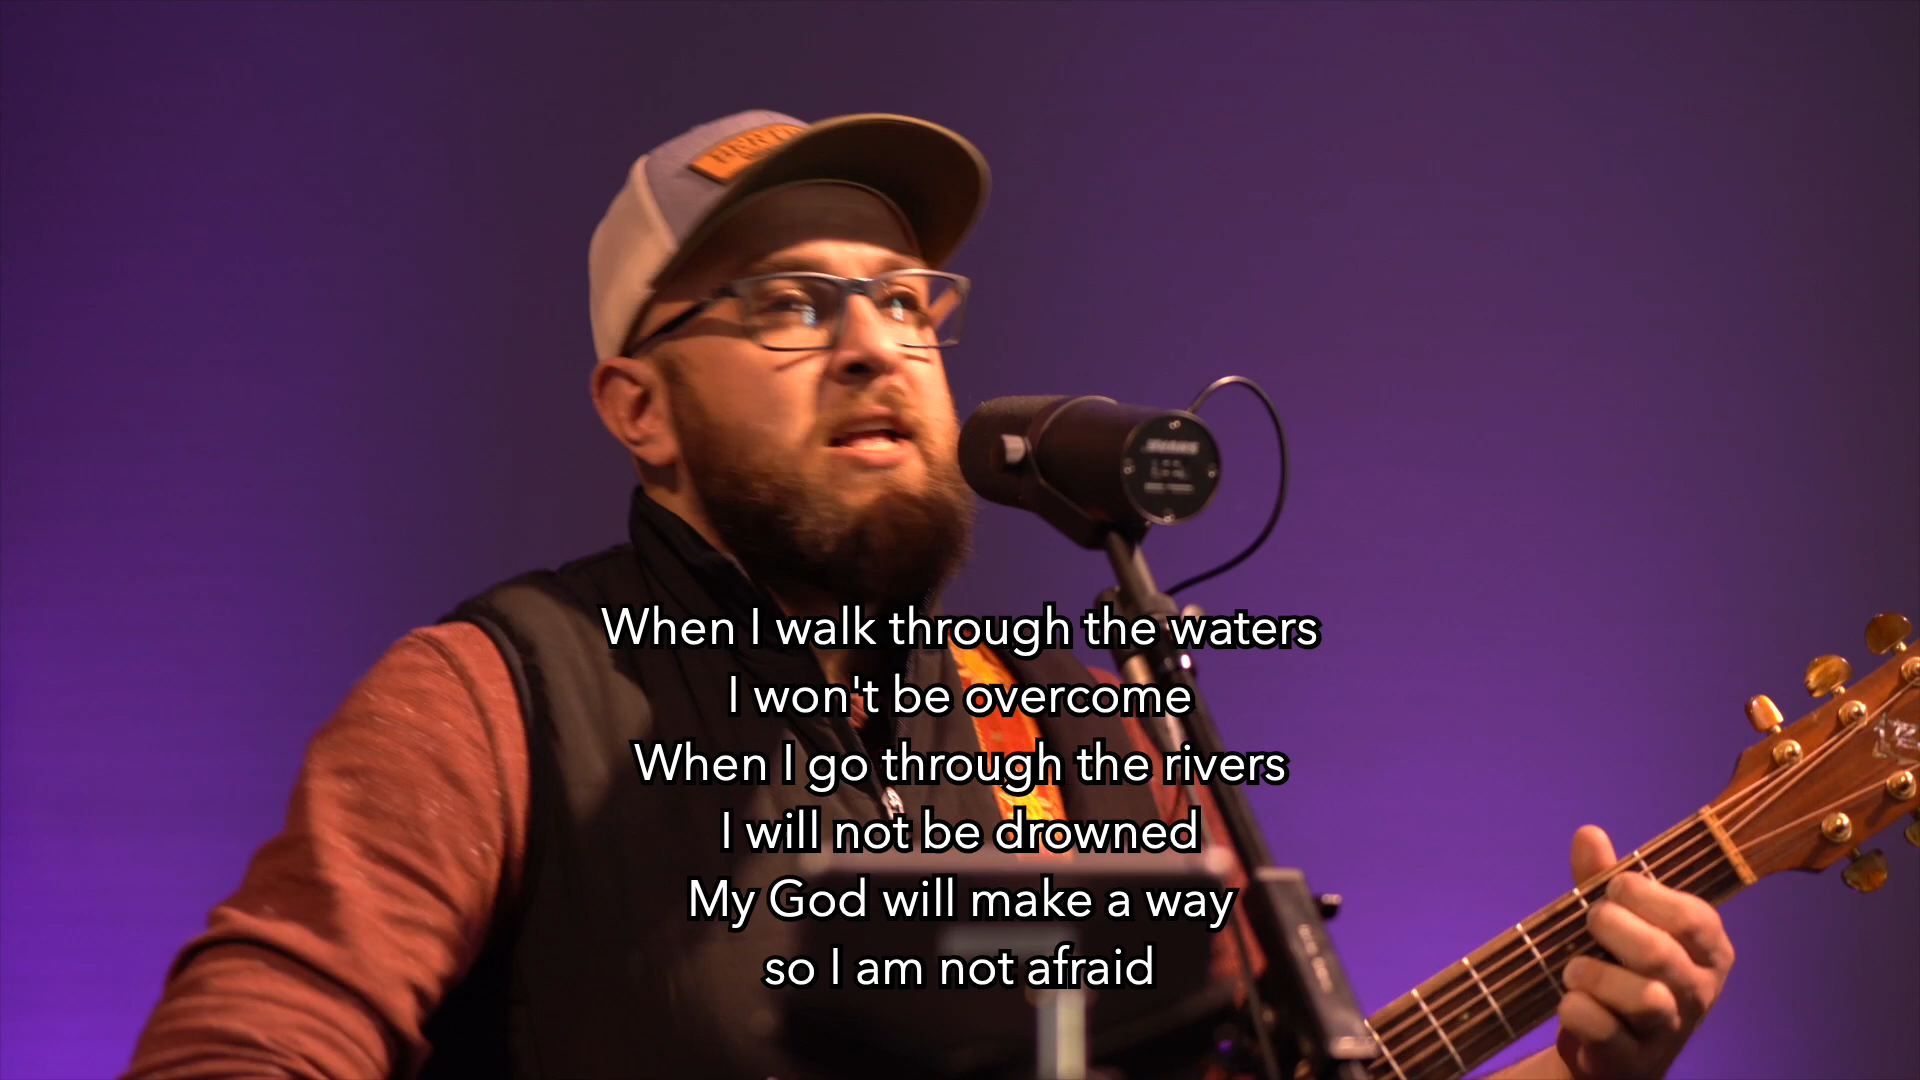 When I walk through the waters
I won't be overcome
When I go through the rivers
I will not be drowned
My God will make a way
so I am not afraid